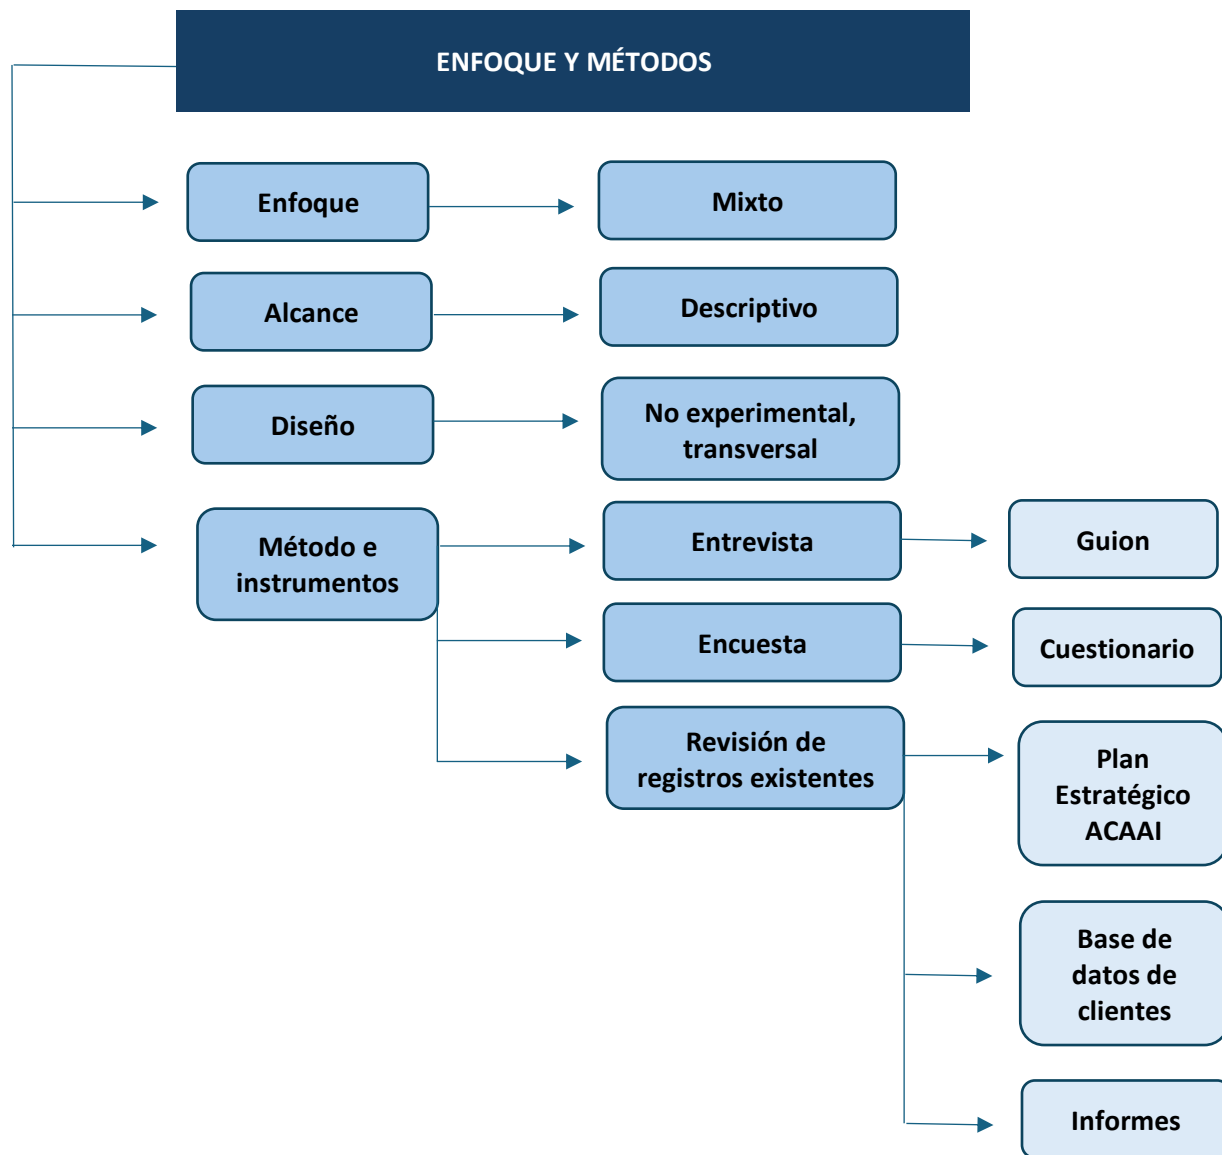 ENFOQUE Y MÉTODOS
Enfoque
Mixto
Alcance
Descriptivo
Diseño
No experimental,
transversal
Método e
instrumentos
Entrevista
Guion
Encuesta
Cuestionario
Revisión de
registros existentes
Plan
Estratégico
ACAAI
Base de
datos de
clientes
Informes